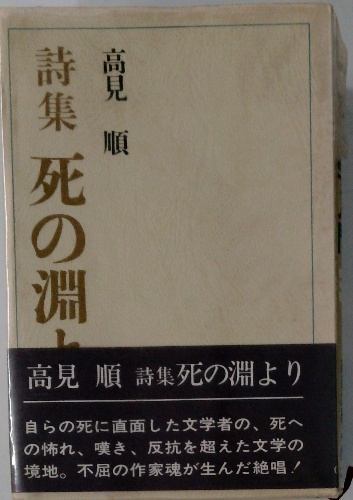 高見 順
詩集 死の淵よ
高見 順 詩集 死の淵より
自らの死に直面した文学者の、死へ
の怖れ、嘆き、反抗を超えた文学の
境地。不屈の作家魂が生んだ絶唱!